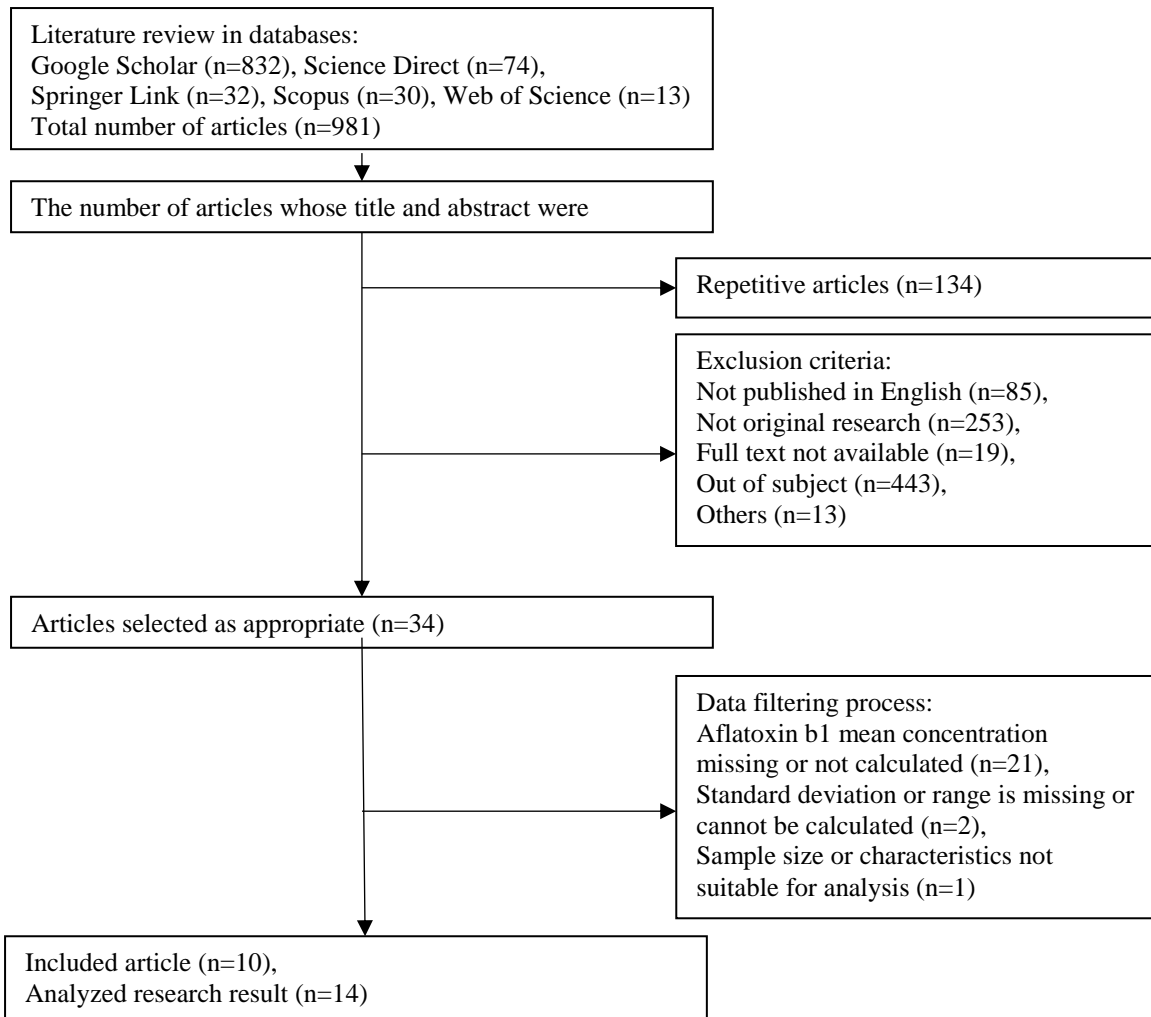 Literature review in databases:
Google Scholar (n=832), Science Direct (n=74),
Springer Link (n=32), Scopus (n=30), Web of Science (n=13)
Total number of articles (n=981)
The number of articles whose title and abstract were
Repetitive articles (n=134)
Exclusion criteria:
Not published in English (n=85),
Not original research (n=253),
Full text not available (n=19),
Out of subject (n=443),
Others (n=13)
Articles selected as appropriate (n=34)
Data filtering process:
Aflatoxin b1 mean concentration
missing or not calculated (n=21),
Standard deviation or range is missing or
cannot be calculated (n=2),
Sample size or characteristics not
suitable for analysis (n=1)
Included article (n=10),
Analyzed research result (n=14)